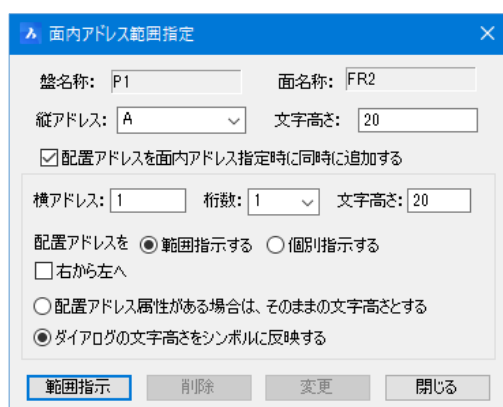 面内アドレス範囲指定
盤名称: P1 面名称: FR2
縦アドレス: A 文字高さ: 20
配置アドレスを面内アドレス指定時に同時に追加する
横アドレス: 1 桁数: 1 文字高さ: 20
配置アドレスを 範囲指示する 個別指示する
右から左へ
配置アドレス属性がある場合は、そのままの文字高さとする
ダイアログの文字高さをシンボルに反映する
範囲指示 削除 変更 閉じる